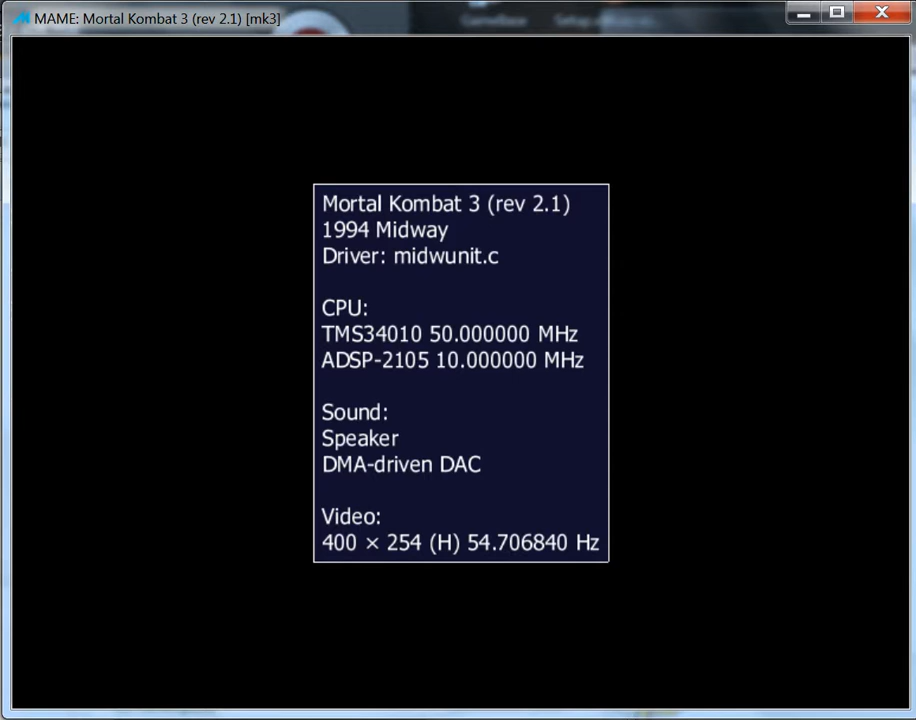 MAME: Mortal Kombat 3 (rev 2.1) [mk3]
GameBase
Mortal Kombat 3 (rev 2.1)
1994 Midway
Driver: midwunit.c
CPU:
TMS34010 50.000000 MHz
ADSP-2105 10.000000 MHz
Sound:
Speaker
DMA-driven DAC
Video:
400 × 254 (H) 54.706840 Hz